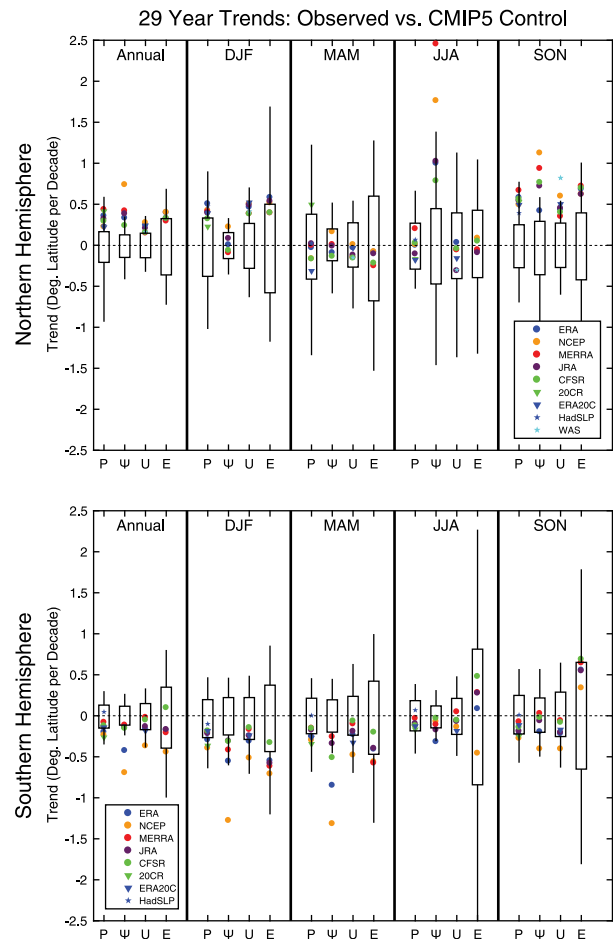 29 Year Trends: Observed vs. CMIP5 Control
Northern Hemisphere
Trend (Deg. Latitude per Decade)
Annual DJF MAM JJA SON
2.5
2
1.5
1
0.5
0
-0.5
-1
-1.5
-2
-2.5
ERA
NCEP
MERRA
JRA
CFSR
20CR
ERA20C
HadSLP
WAS
P Ψ U E P Ψ U E P Ψ U E P Ψ U E P Ψ U E
Southern Hemisphere
Trend (Deg. Latitude per Decade)
Annual DJF MAM JJA SON
2.5
2
1.5
1
0.5
0
-0.5
-1
-1.5
-2
-2.5
ERA
NCEP
MERRA
JRA
CFSR
20CR
ERA20C
HadSLP
P Ψ U E P Ψ U E P Ψ U E P Ψ U E P Ψ U E